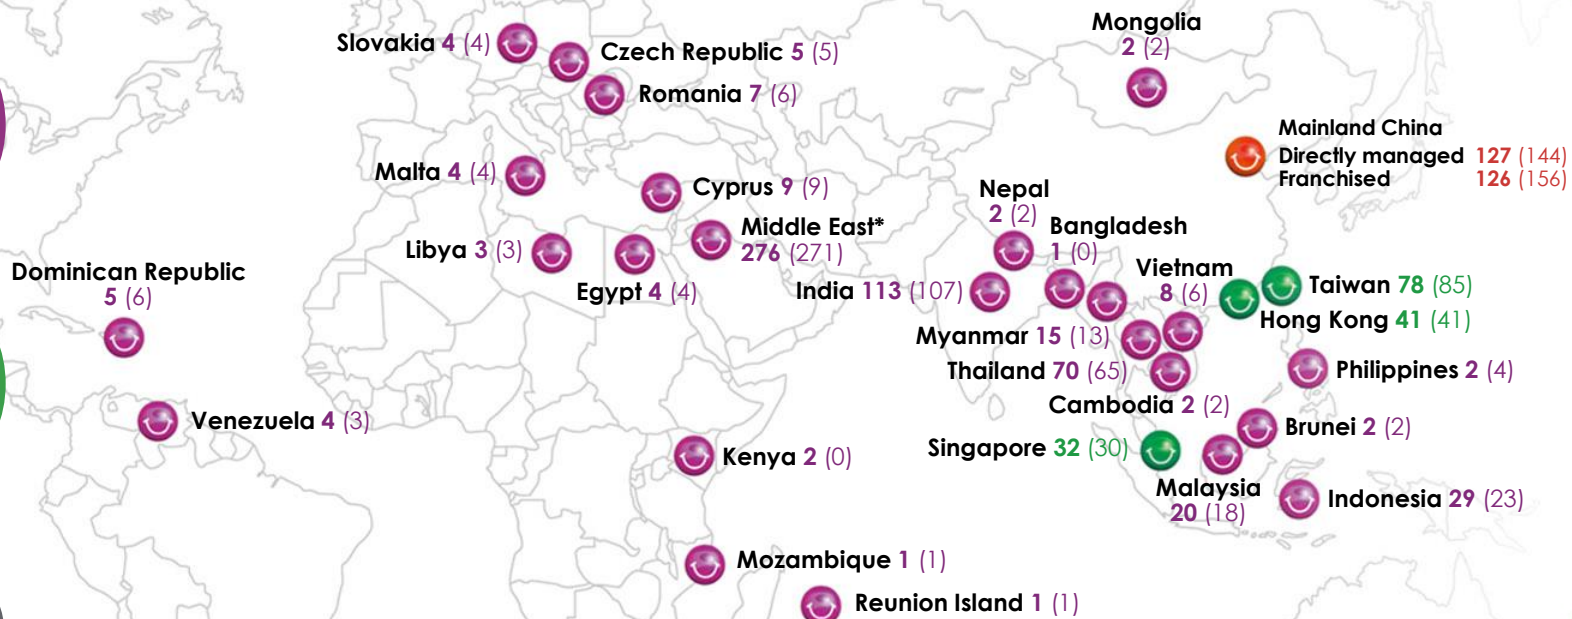 Mongolia
2 (2)
Slovakia 4 (4)
Czech Republic 5 (5)
Romania 7 (6)
Mainland China
Directly managed 127 (144)
Franchised 126 (156)
Malta 4 (4)
Cyprus 9 (9)
Nepal
2 (2)
Middle East*
276 (271)
Bangladesh
1 (0)
Libya 3 (3)
Egypt 4 (4)
Dominican Republic
5 (6)
India 113 (107)
Vietnam
8 (6)
Taiwan 78 (85)
Hong Kong 41 (41)
Myanmar 15 (13)
Thailand 70 (65)
Philippines 2 (4)
Cambodia 2 (2)
Venezuela 4 (3)
Brunei 2 (2)
Kenya 2 (0)
Singapore 32 (30)
Malaysia
20 (18)
Indonesia 29 (23)
Mozambique 1 (1)
Reunion Island 1 (1)